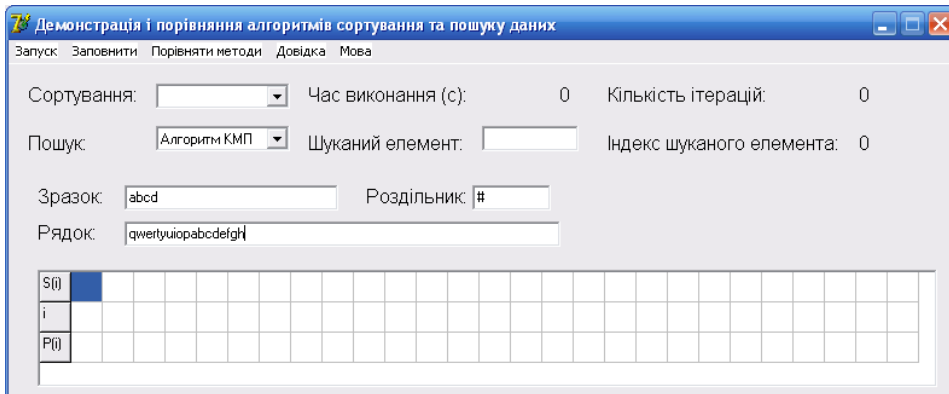 Демонстрація і порівняння алгоритмів сортування та пошуку даних
Запуск Заповнити Порівняти методи Довідка Мова
Сортування: Час виконання (с): 0 Кількість ітерацій: 0
Пошук: Алгоритм КМП Шуканий елемент: Індекс шуканого елемента: 0
Зразок: abcd Роздільник: #
Рядок: qwertyuiopabcdefgh
S(i)
i
P(i)